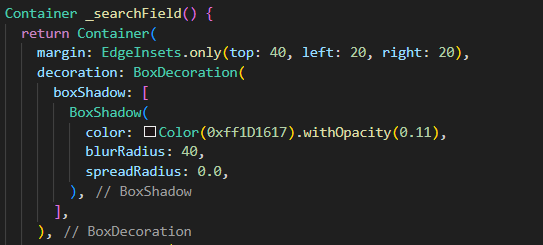 Container _searchField() {
return Container(
margin: EdgeInsets.only(top: 40, left: 20, right: 20),
decoration: BoxDecoration(
boxShadow: [
BoxShadow(
color: Color(0xff1D1617).withOpacity(0.11),
blurRadius: 40,
spreadRadius: 0.0,
), // BoxShadow
],
), // BoxDecoration